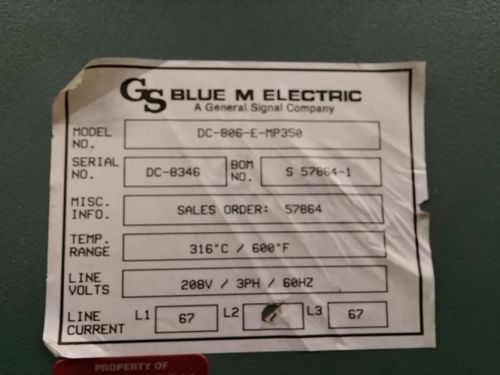 GS BLUE M ELECTRIC
A General Signal Company
MODEL NO. DC-806-E-MP350
SERIAL NO. DC-8346 BOM NO. S 57864-1
MISC. INFO. SALES ORDER: 57864
TEMP. RANGE 316°C / 600°F
LINE VOLTS 208V / 3PH / 60HZ
LINE CURRENT L1 67 L2 L3 67
PROPERTY OF